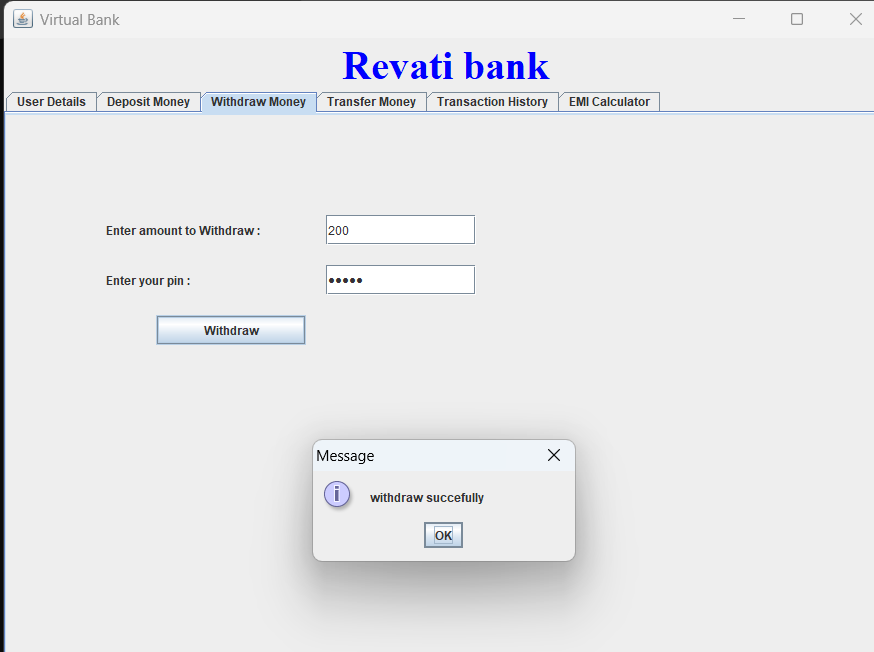 Virtual Bank
Revati bank
User Details Deposit Money Withdraw Money Transfer Money Transaction History EMI Calculator
Enter amount to Withdraw : 200
Enter your pin : •••••
Withdraw
Message
i withdraw succefully
OK